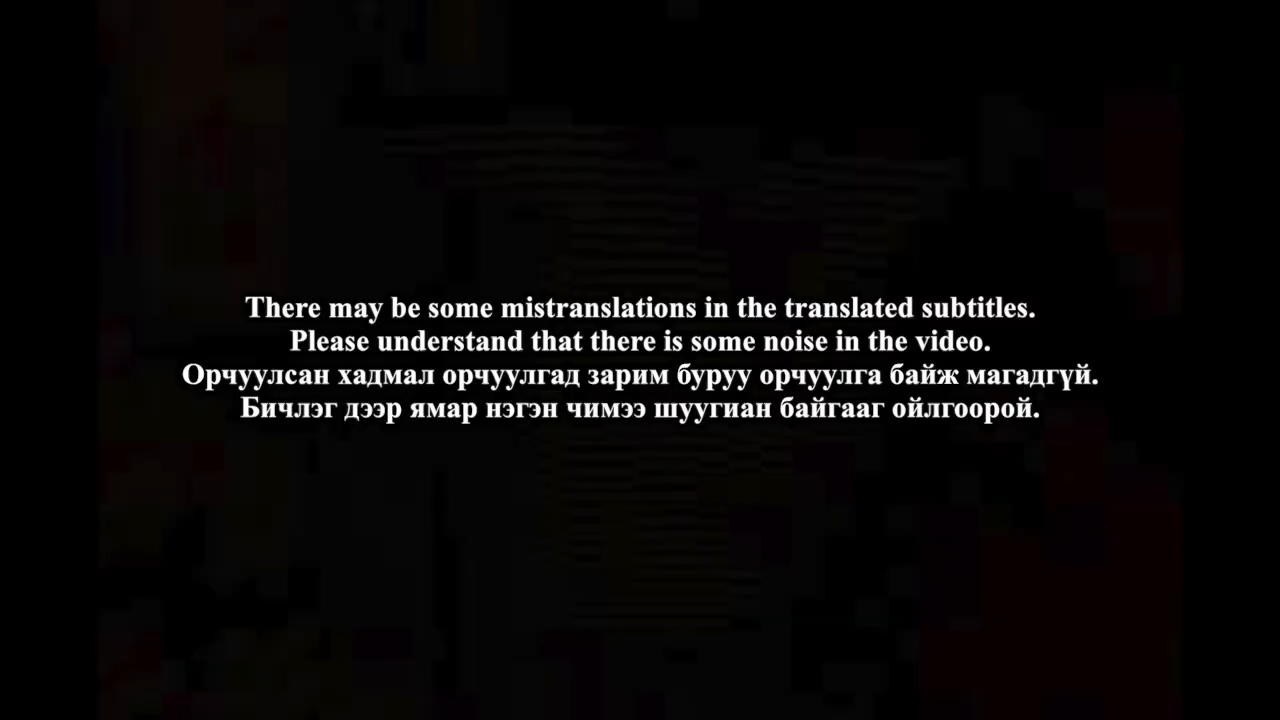 There may be some mistranslations in the translated subtitles.
Please understand that there is some noise in the video.
Орчуулсан хадмал орчуулгад зарим буруу орчуулга байж магадгүй.
Бичлэг дээр ямар нэгэн чимээ шуугиан байгааг ойлгоорой.